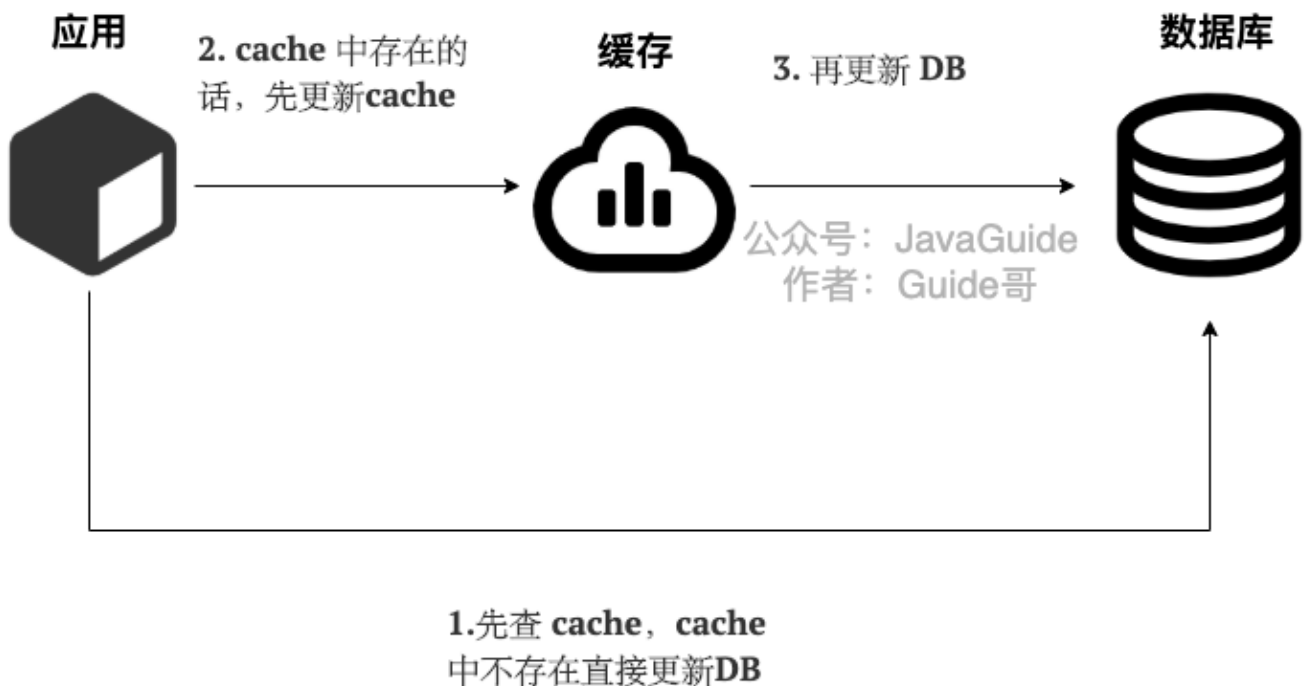 应用
2. cache 中存在的
话，先更新cache
缓存
3. 再更新 DB
数据库
公众号：JavaGuide
作者：Guide哥
1.先查 cache，cache
中不存在直接更新DB